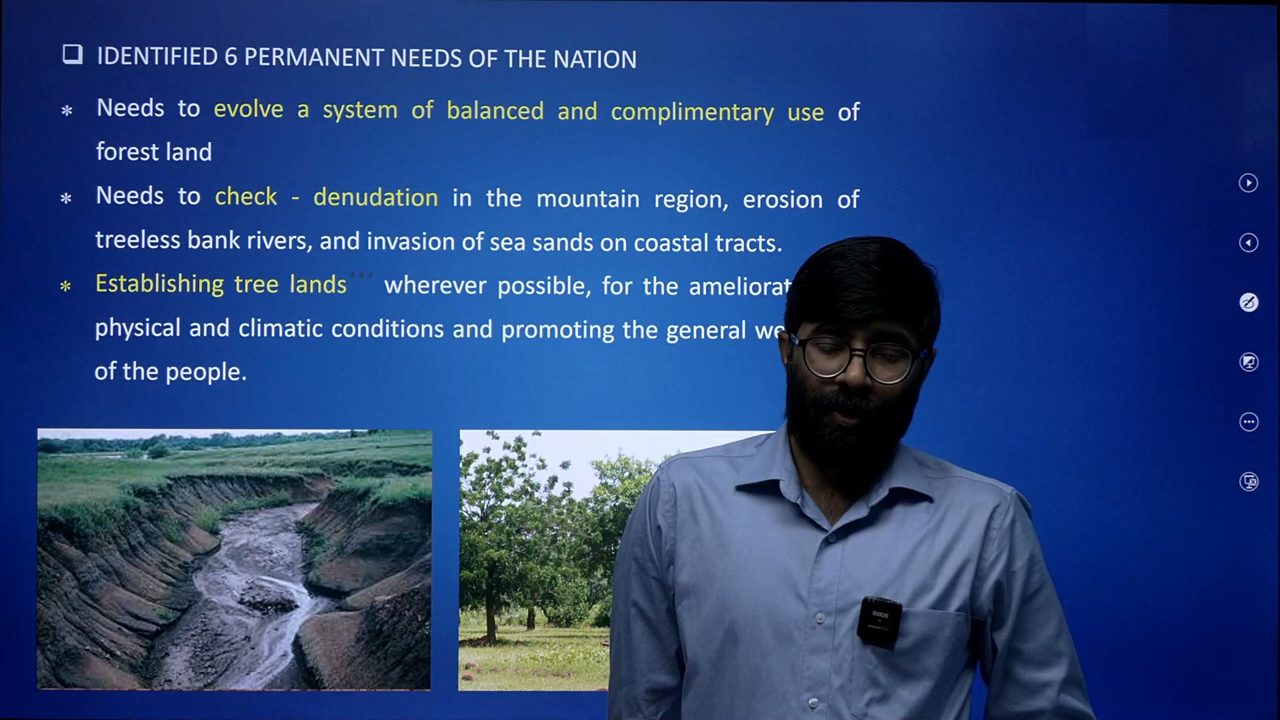 ❑ IDENTIFIED 6 PERMANENT NEEDS OF THE NATION
* Needs to evolve a system of balanced and complimentary use of
forest land
* Needs to check - denudation in the mountain region, erosion of
treeless bank rivers, and invasion of sea sands on coastal tracts.
* Establishing tree lands wherever possible, for the
physical and climatic conditions and promoting the general
of the people.